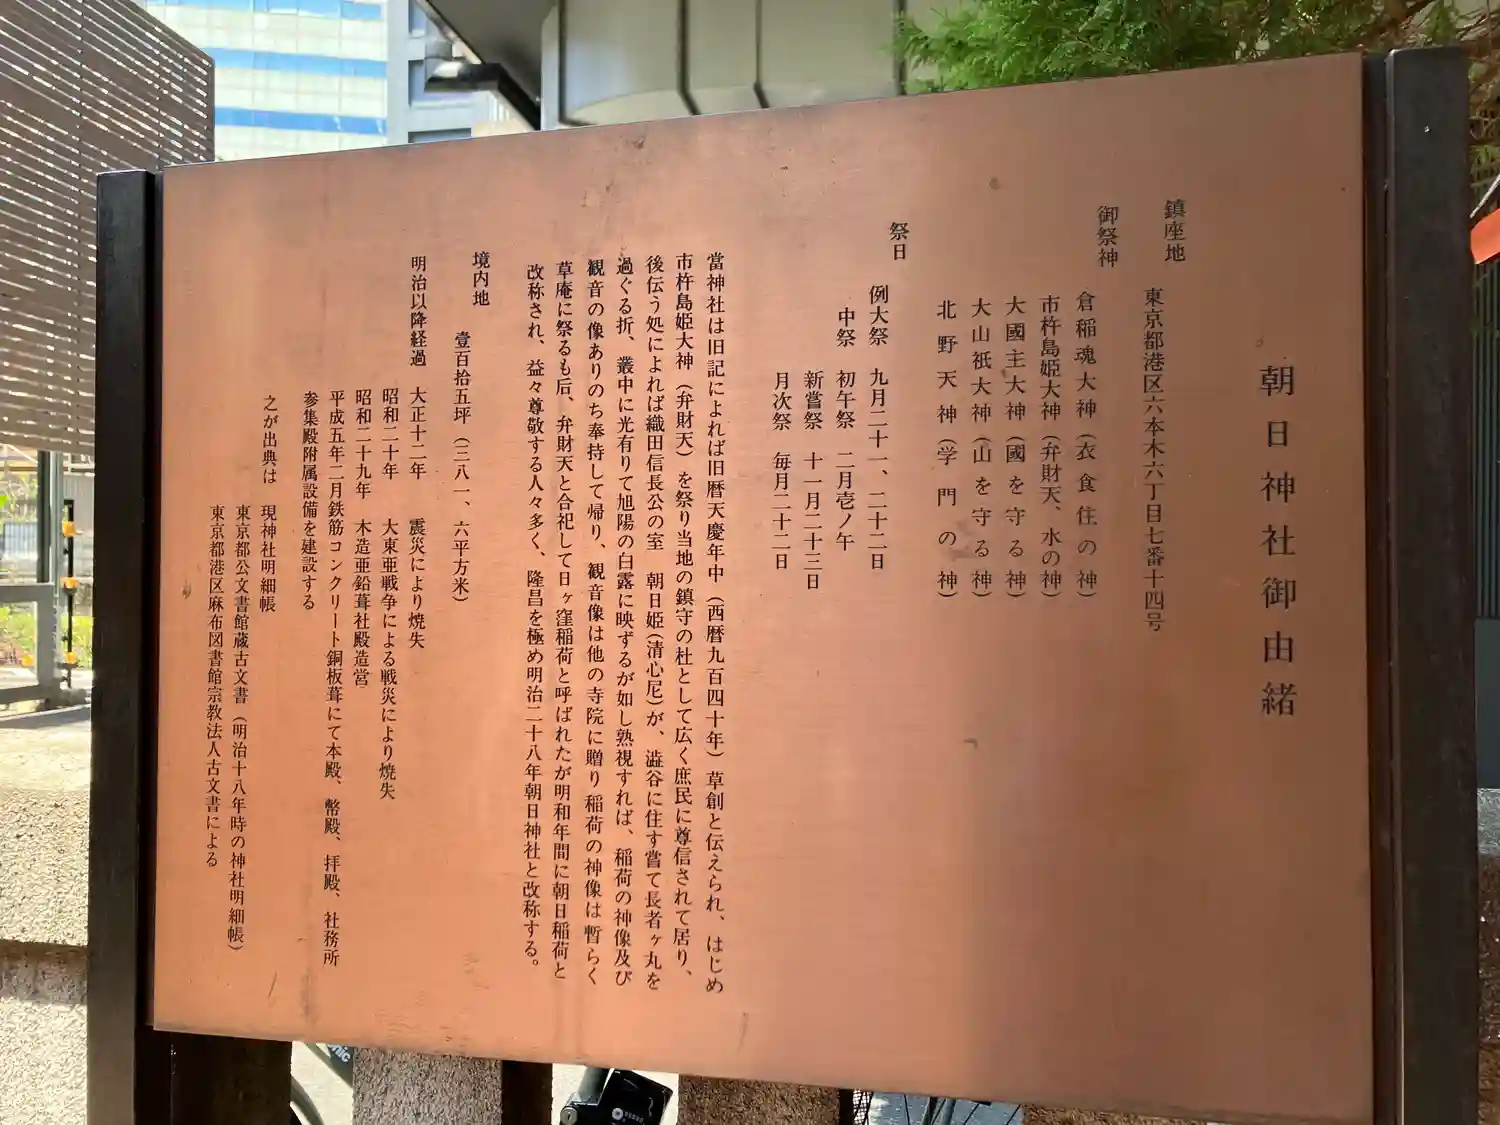 朝日神社御由緒
鎮座地
東京都港区六本木六丁目七番十四号
御祭神
倉稲魂大神(衣食住の神)
市杵島姫大神(弁財天、水の神)
大國主大神(國を守る神)
大山祇大神(山を守る神)
北野天神(学門の神)
祭日
例大祭 九月二十一、二十二日
中祭 初午祭 二月壱ノ午
新嘗祭 十一月二十三日
月次祭 毎月二十二日
當神社は旧記によれば旧暦天慶年中(西暦九百四十年)草創と伝えられ、はじめ
市杵島姫大神(弁財天)を祭り当地の鎮守の杜として広く庶民に尊信されて居り、
後伝う処によれば織田信長公の室 朝日姫(清心尼)が、澁谷に住す嘗て長者ヶ丸を
過ぐる折、叢中に光有りて旭陽の白露に映ずるが如し熟視すれば、稲荷の神像及び
観音の像ありのち奉持して帰り、観音像は他の寺院に贈り稲荷の神像は暫らく
草庵に祭るも后、弁財天と合祀して日ヶ窪稲荷と呼ばれたが明和年間に朝日稲荷と
改称され、益々尊敬する人々多く、隆昌を極め明治二十八年朝日神社と改称する。
境内地
壹百拾五坪(三八一、六平方米)
明治以降経過 大正十二年 震災により焼失
昭和二十年 大東亜戦争による戦災により焼失
昭和二十九年 木造亜鉛葺社殿造営
平成五年二月鉄筋コンクリート銅板葺にて本殿、幣殿、拝殿、社務所
参集殿附属設備を建設する
之が出典は 現神社明細帳
東京都公文書館蔵古文書(明治十八年時の神社明細帳)
東京都港区麻布図書館宗教法人古文書による